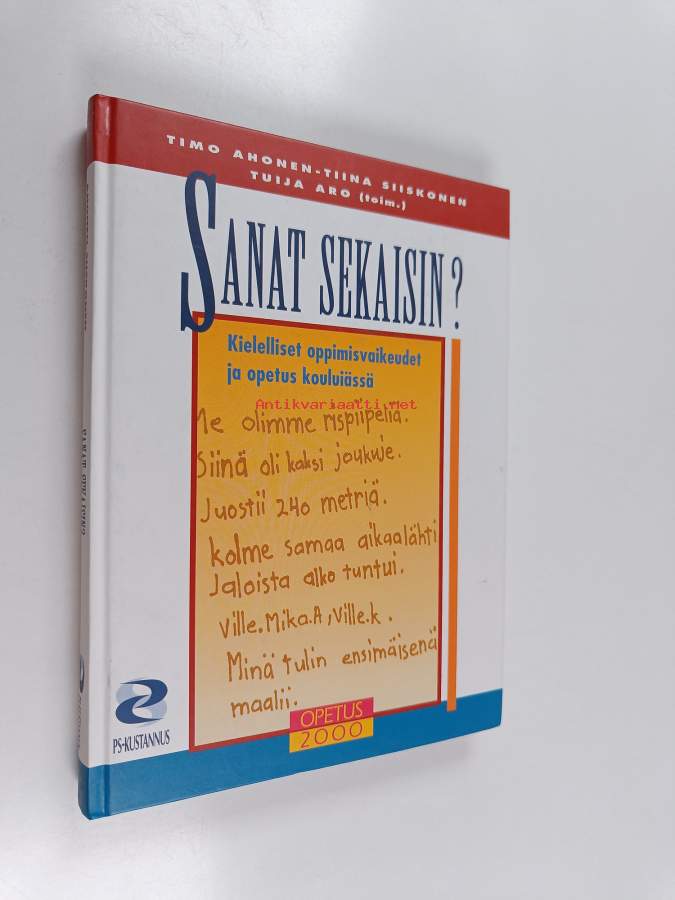 TIMO AHONEN-TIINA SIISKONEN
TUIJA ARO (toim.)
SANAT SEKAISIN?
Kielelliset oppimisvaikeudet
ja opetus kouluiässä
Antikvariaatti.net
Me olimme rispiipeliä.
Siinä oli kaksi joukuie.
Juostii 240 metriä.
kolme samaa aikaalähti
Jaloista alko tuntui.
Ville.Mika.A,Ville.k.
Minä tulin ensimäisenä
maalii.
OPETUS
2000
PS-KUSTANNUS